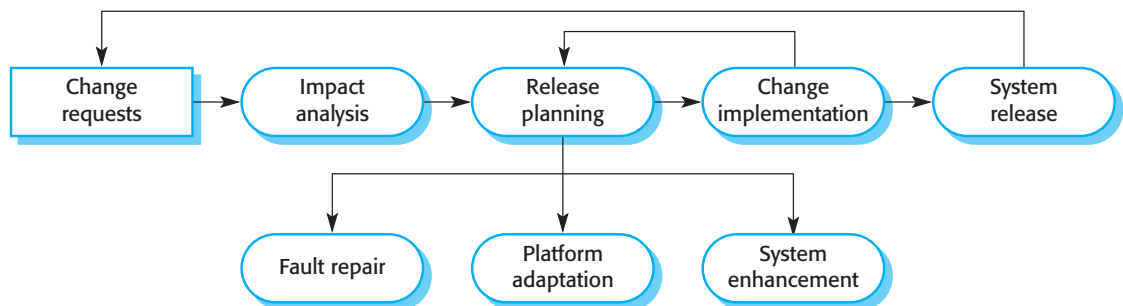 Change
requests
Impact
analysis
Release
planning
Change
implementation
System
release
Fault repair
Platform
adaptation
System
enhancement